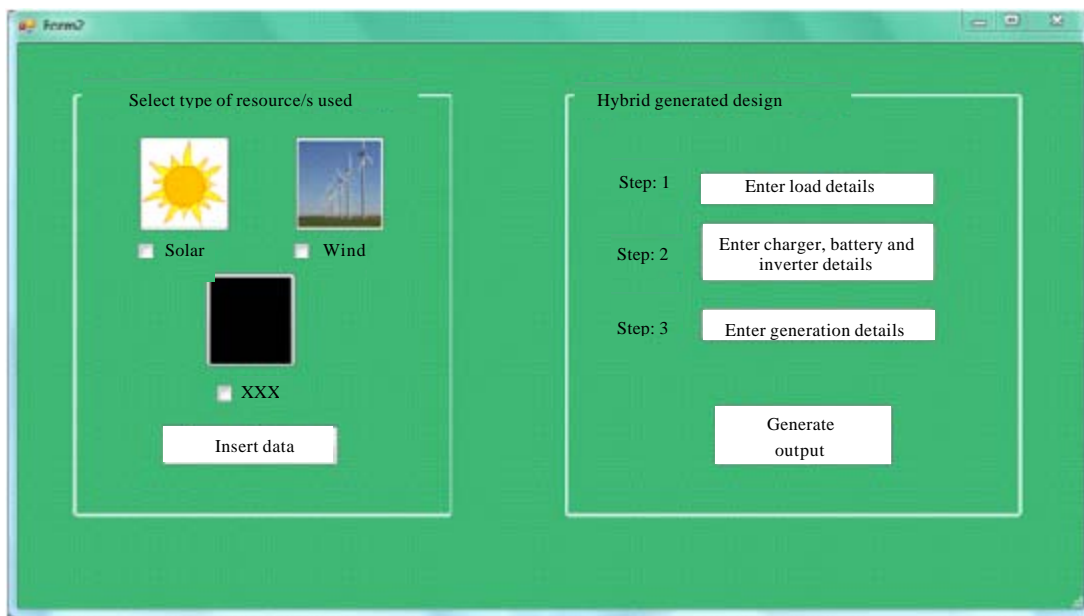 Form2
Select type of resource/s used
Solar
Wind
XXX
Insert data
Hybrid generated design
Step: 1
Enter load details
Step: 2
Enter charger, battery and
inverter details
Step: 3
Enter generation details
Generate
output